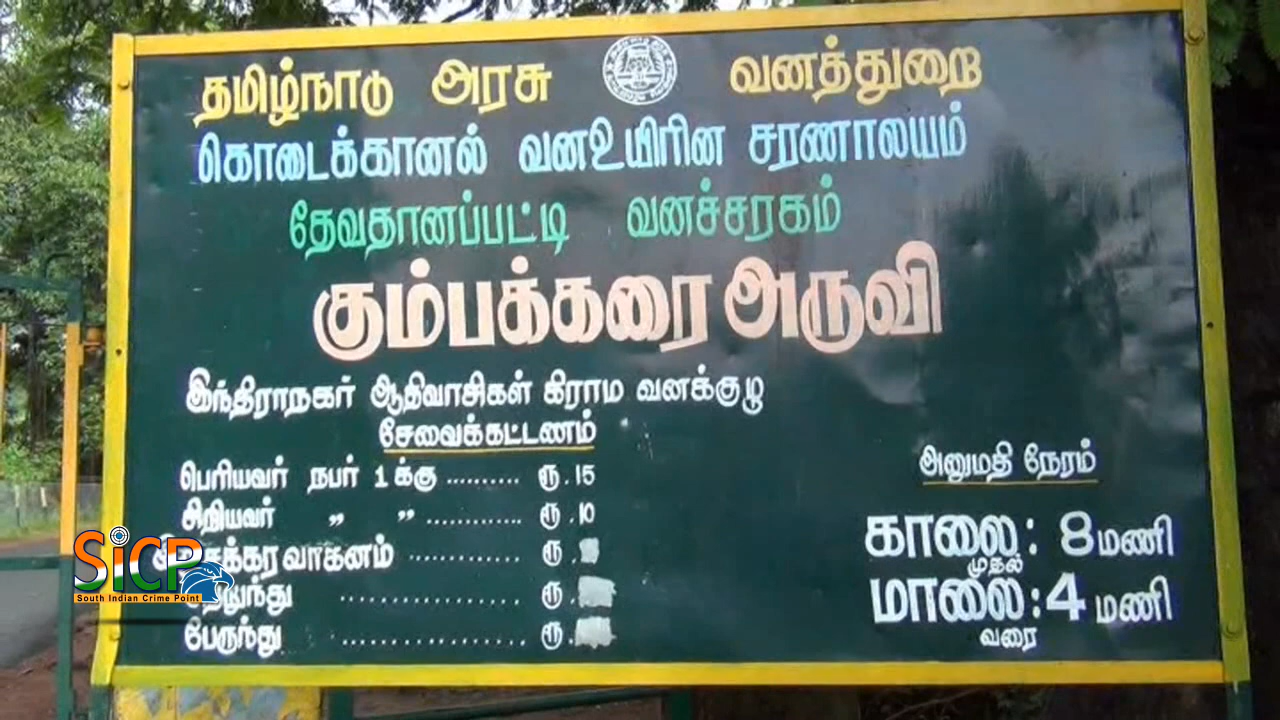 தமிழ்நாடு அரசு வனத்துறை
கொடைக்கானல் வனஉயிரின சரணாலயம்
தேவதானப்பட்டி வனச்சரகம்
கும்பக்கரை அருவி
இந்திராநகர் ஆதிவாசிகள் கிராம வனக்குழு
சேவைக்கட்டணம்
பெரியவர் நபர் 1க்கு .......... ரூ.15
சிறியவர் „ „ ............ ரூ.10
வாகனம் ............ ரூ.
................. ரூ.
பேருந்து ................. ரூ.
அனுமதி நேரம்
காலை: 8மணி
முதல்
மாலை:4 மணி
வரை
SiCP
South Indian Crime Point